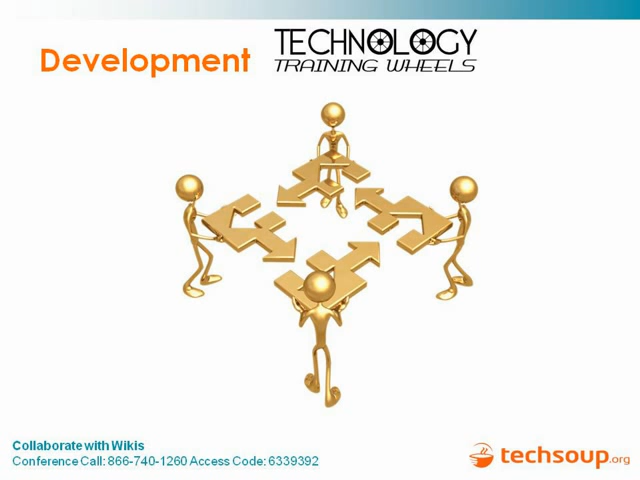 Development
TECHNOLOGY
TRAINING WHEELS
Collaborate with Wikis
Conference Call: 866-740-1260 Access Code: 6339392
techsoup.org